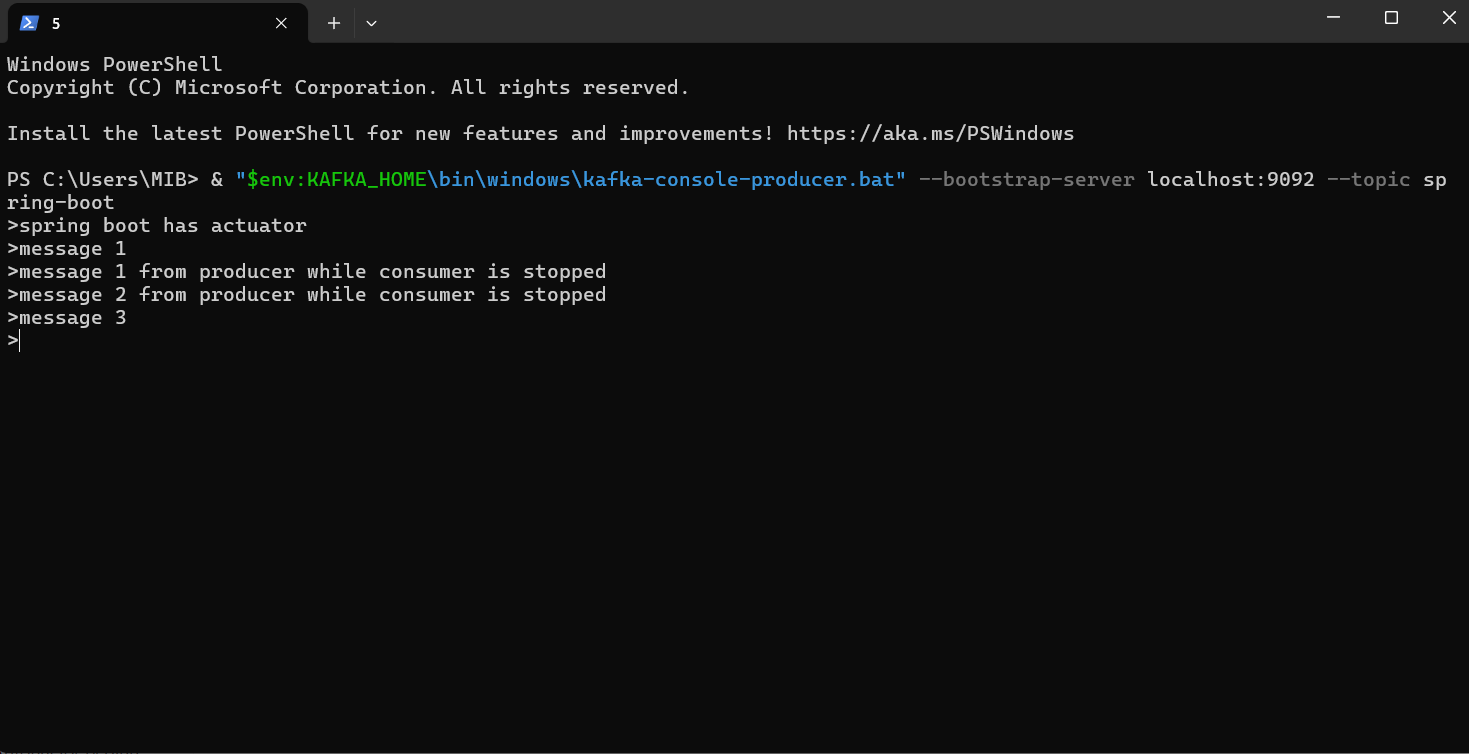 5
Windows PowerShell
Copyright (C) Microsoft Corporation. All rights reserved.
Install the latest PowerShell for new features and improvements! https://aka.ms/PSWindows
PS C:\Users\MIB> & "$env:KAFKA_HOME\bin\windows\kafka-console-producer.bat" --bootstrap-server localhost:9092 --topic sp
ring-boot
>spring boot has actuator
>message 1
>message 1 from producer while consumer is stopped
>message 2 from producer while consumer is stopped
>message 3
>